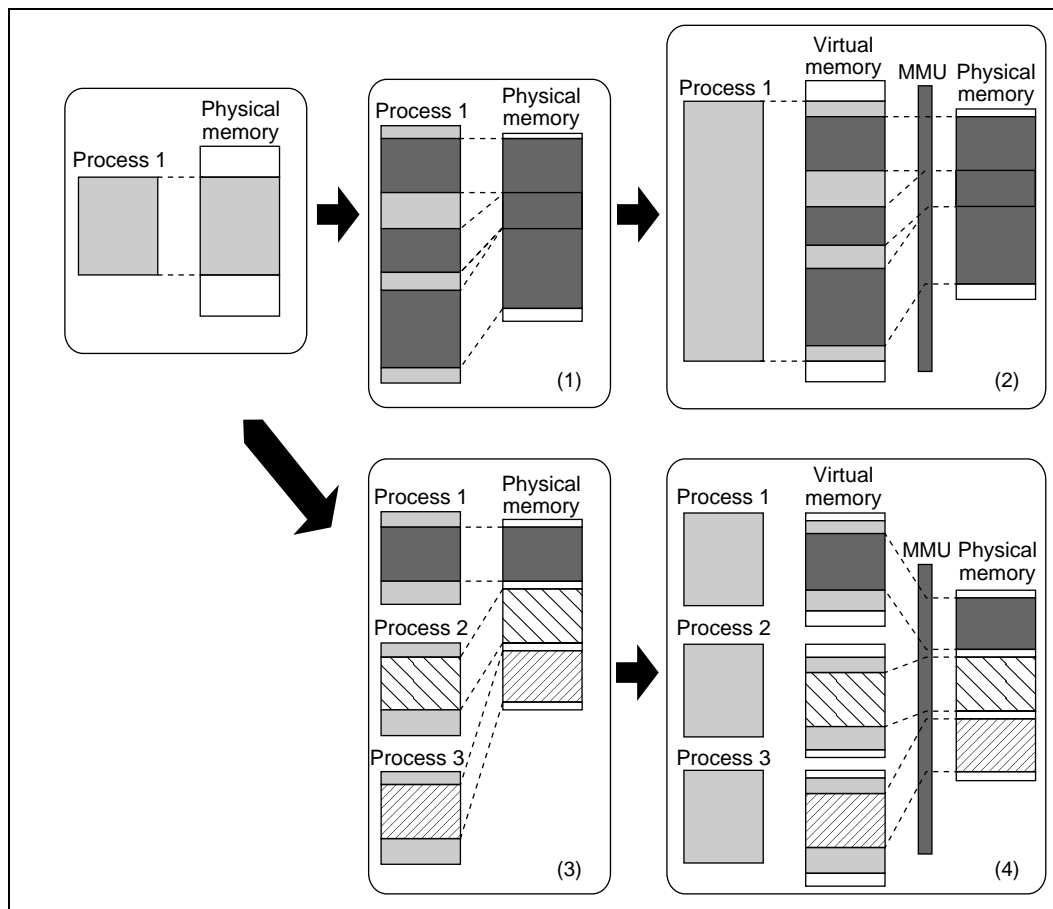 Physical
memory
Process 1
Process 1
Physical
memory
(1)
Virtual
memory
MMU
Physical
memory
Process 1
(2)
Process 1
Physical
memory
Process 2
Process 3
(3)
Process 1
Virtual
memory
MMU
Physical
memory
Process 2
Process 3
(4)